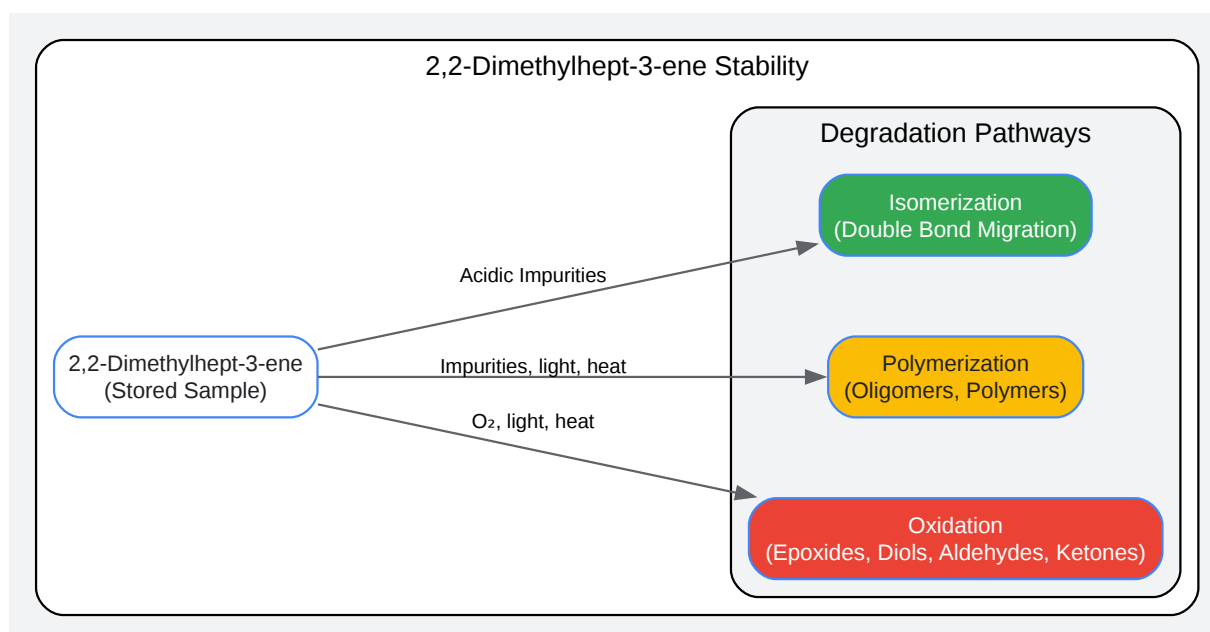 2,2-Dimethylhept-3-ene Stability
Degradation Pathways
Isomerization
(Double Bond Migration)
Acidic Impurities
2,2-Dimethylhept-3-ene
(Stored Sample)
Impurities, light, heat
Polymerization
(Oligomers, Polymers)
O₂, light, heat
Oxidation
(Epoxides, Diols, Aldehydes, Ketones)